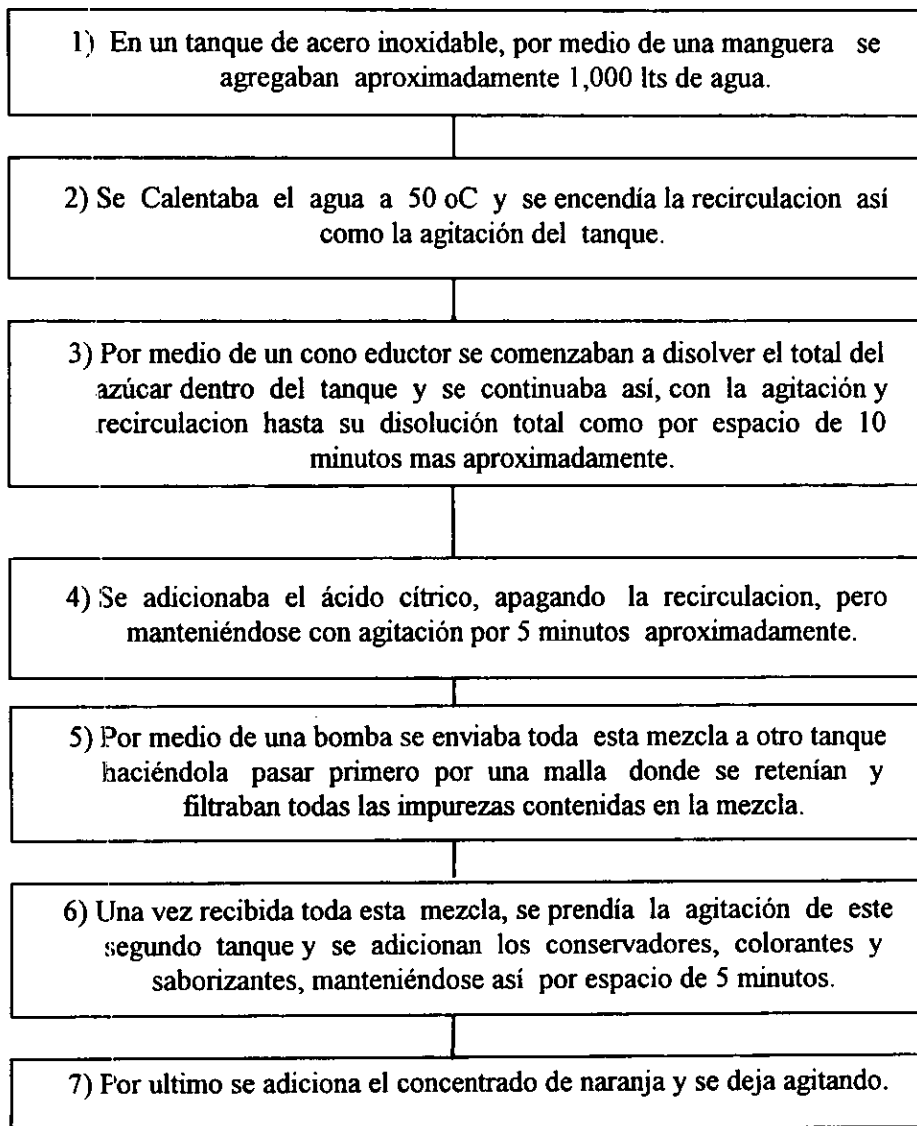 1) En un tanque de acero inoxidable, por medio de una manguera se
agregaban aproximadamente 1,000 lts de agua.
2) Se Calentaba el agua a 50 oC y se encendía la recirculacion así
como la agitación del tanque.
3) Por medio de un cono eductor se comenzaban a disolver el total del
azúcar dentro del tanque y se continuaba así, con la agitación y
recirculacion hasta su disolución total como por espacio de 10
minutos mas aproximadamente.
4) Se adicionaba el ácido cítrico, apagando la recirculacion, pero
manteniéndose con agitación por 5 minutos aproximadamente.
5) Por medio de una bomba se enviaba toda esta mezcla a otro tanque
haciéndola pasar primero por una malla donde se retenían y
filtraban todas las impurezas contenidas en la mezcla.
6) Una vez recibida toda esta mezcla, se prendía la agitación de este
segundo tanque y se adicionan los conservadores, colorantes y
saborizantes, manteniéndose así por espacio de 5 minutos.
7) Por ultimo se adiciona el concentrado de naranja y se deja agitando.